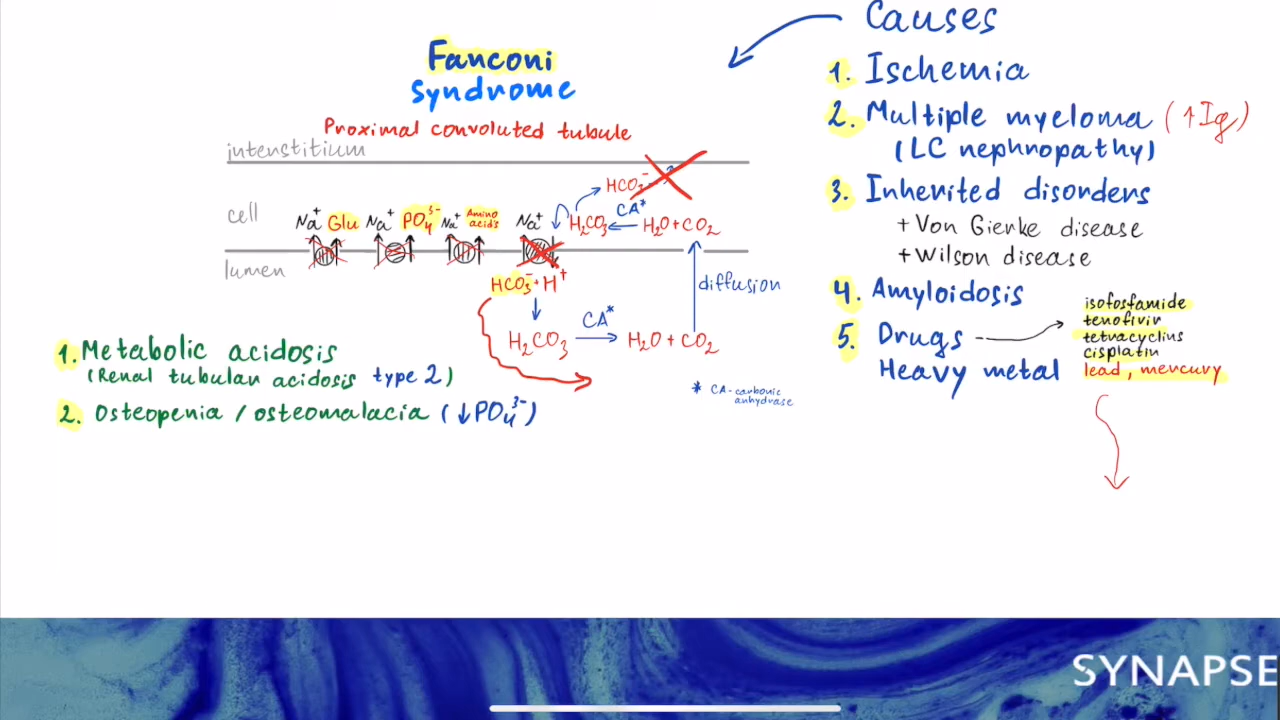 Causes
Fanconi
Syndrome
Proximal convoluted tubule
interstitium
HCO3-
cell
Na+ Glu Na+ PO4 3- Na+ Amino acids Na+ H2CO3 CA* H2O + CO2
lumen
HCO3- + H+
diffusion
H2CO3 CA* H2O + CO2
* CA - carbonic
anhydrase
1. Metabolic acidosis
(Renal tubular acidosis type 2)
2. Osteopenia / osteomalacia (↓PO4 3-)
1. Ischemia
2. Multiple myeloma (↑Ig)
(LC nephropathy)
3. Inherited disorders
+ Von Gierke disease
+ Wilson disease
4. Amyloidosis
5. Drugs
Heavy metal
isofosfamide
tenofivir
tetracyclins
cisplatin
lead, mercury
SYNAPSE